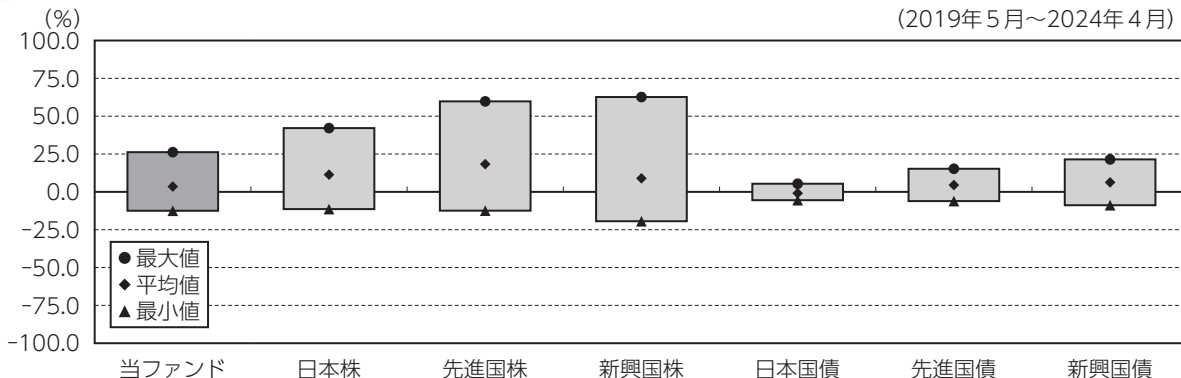 (%)
(2019年5月～2024年4月)
100.0
75.0
50.0
25.0
0.0
-25.0
-50.0
-75.0
-100.0
●最大値
◆平均値
▲最小値
当ファンド 日本株 先進国株 新興国株 日本国債 先進国債 新興国債